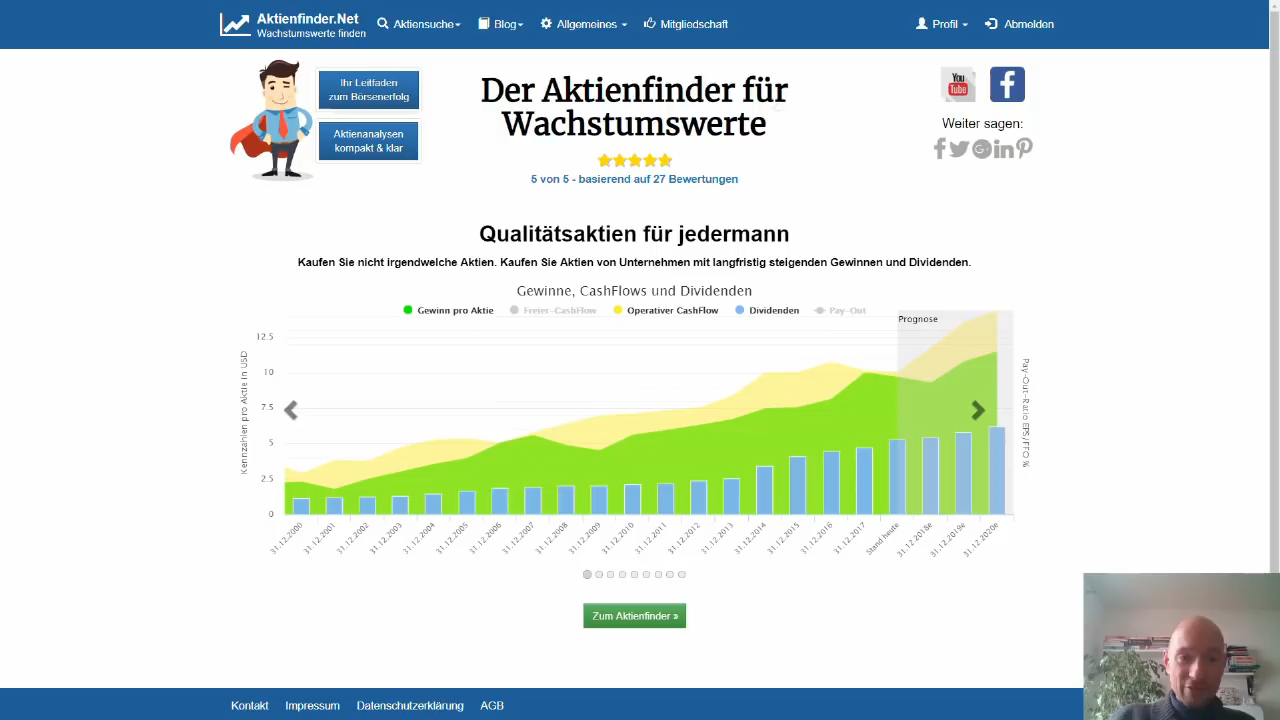 Aktienfinder.Net
Wachstumswerte finden
Aktiensuche
Blog
Allgemeines
Mitgliedschaft
Profil
Abmelden
Ihr Leitfaden
zum Börsenerfolg
Aktienanalysen
kompakt & klar
Der Aktienfinder für
Wachstumswerte
5 von 5 - basierend auf 27 Bewertungen
You
Tube
f
Weiter sagen:
Qualitätsaktien für jedermann
Kaufen Sie nicht irgendwelche Aktien. Kaufen Sie Aktien von Unternehmen mit langfristig steigenden Gewinnen und Dividenden.
Gewinne, CashFlows und Dividenden
Gewinn pro Aktie
Freier-CashFlow
Operativer CashFlow
Dividenden
Pay-Out
Prognose
Kennzahlen pro Aktie in USD
12.5
10
7.5
5
2.5
0
Pay-Out-Ratio EPS/FFO %
31.12.2000
31.12.2001
31.12.2002
31.12.2003
31.12.2004
31.12.2005
31.12.2006
31.12.2007
31.12.2008
31.12.2009
31.12.2010
31.12.2011
31.12.2012
31.12.2013
31.12.2014
31.12.2015
31.12.2016
31.12.2017
Stand heute
31.12.2018e
31.12.2019e
31.12.2020e
Zum Aktienfinder »
Kontakt
Impressum
Datenschutzerklärung
AGB